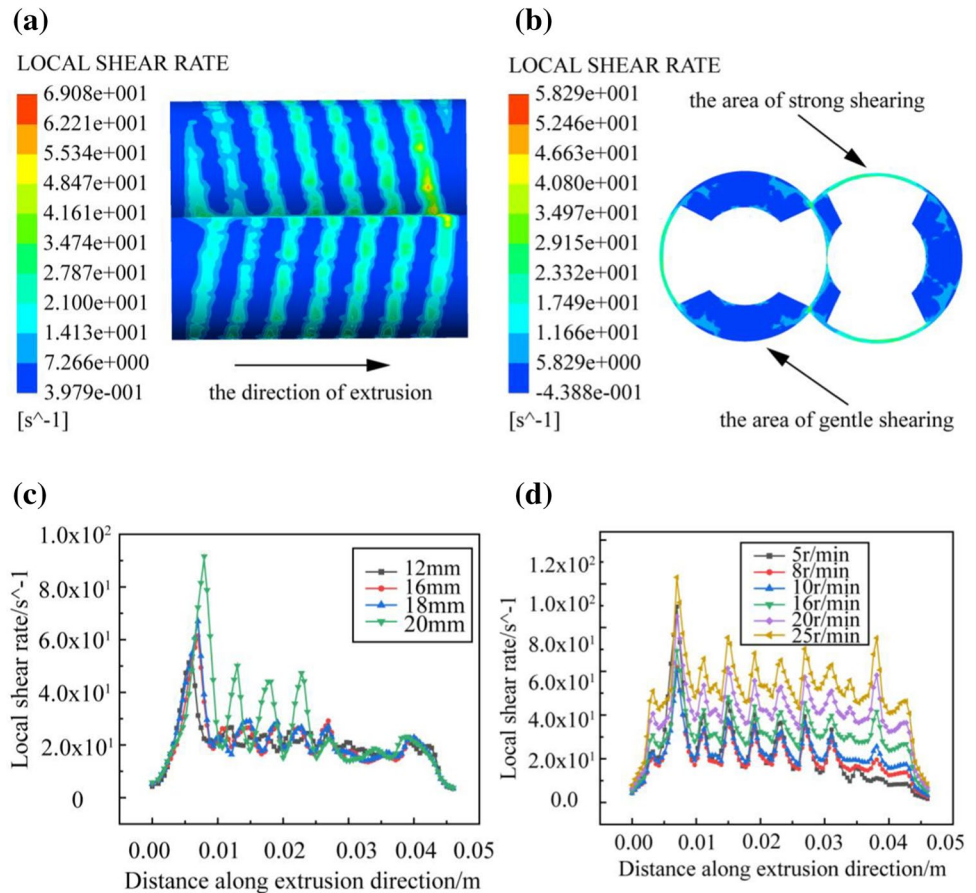 (a)
LOCAL SHEAR RATE
6.908e+001
6.221e+001
5.534e+001
4.847e+001
4.161e+001
3.474e+001
2.787e+001
2.100e+001
1.413e+001
7.266e+000
3.979e-001
[s^-1]
the direction of extrusion
(b)
LOCAL SHEAR RATE
5.829e+001
5.246e+001
4.663e+001
4.080e+001
3.497e+001
2.915e+001
2.332e+001
1.749e+001
1.166e+001
5.829e+000
-4.388e-001
[s^-1]
the area of strong shearing
the area of gentle shearing
(c)
Local shear rate/s^-1
1.0x10²
8.0x10¹
6.0x10¹
4.0x10¹
2.0x10¹
0
12mm
16mm
18mm
20mm
0.00 0.01 0.02 0.03 0.04 0.05
Distance along extrusion direction/m
(d)
Local shear rate/s^-1
1.2x10²
1.0x10²
8.0x10¹
6.0x10¹
4.0x10¹
2.0x10¹
0.0
5r/min
8r/min
10r/min
16r/min
20r/min
25r/min
0.00 0.01 0.02 0.03 0.04 0.05
Distance along extrusion direction/m